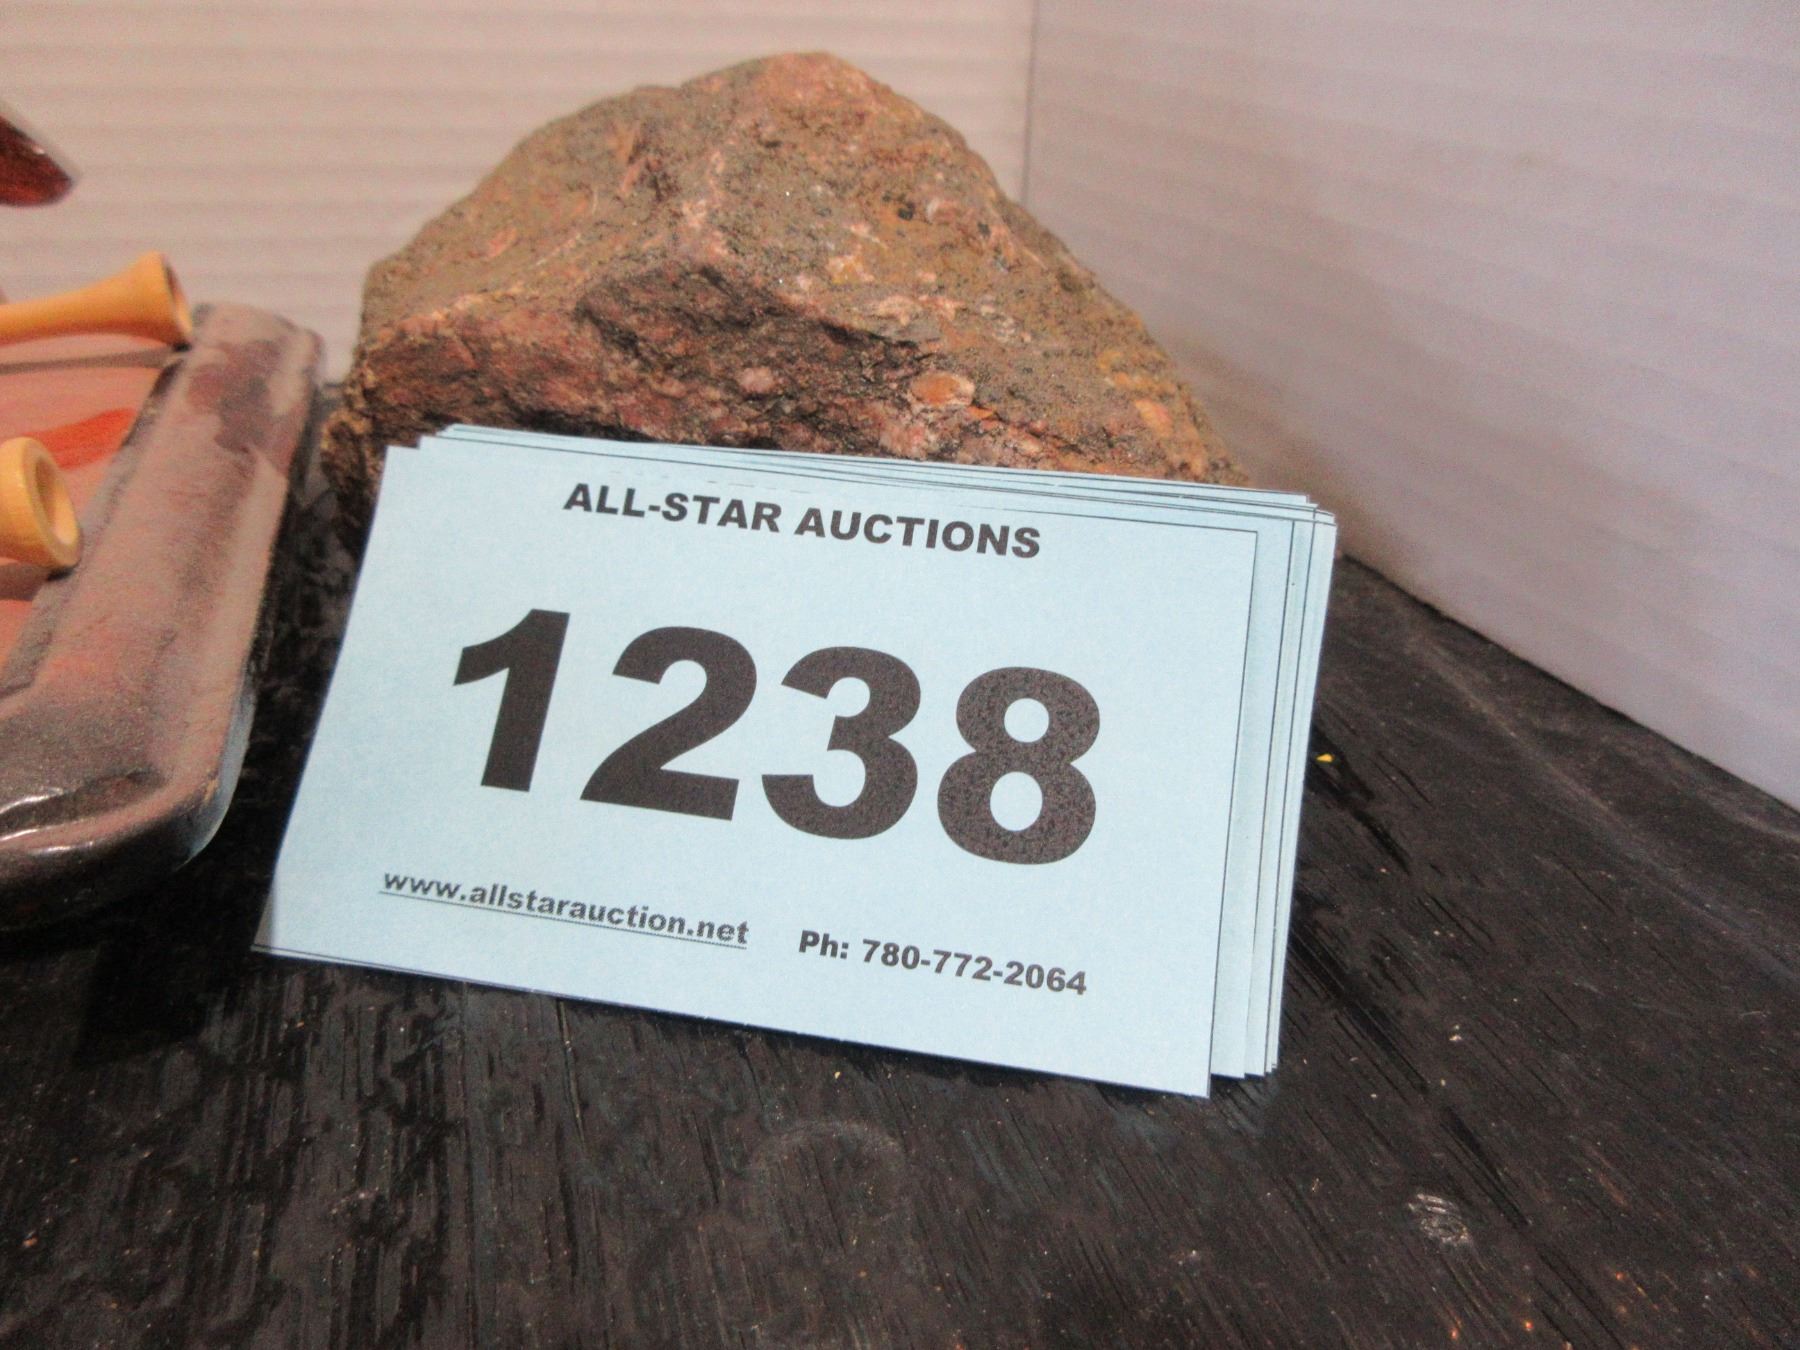 ALL-STAR AUCTIONS
1238
www.allstarauction.net Ph: 780-772-2064